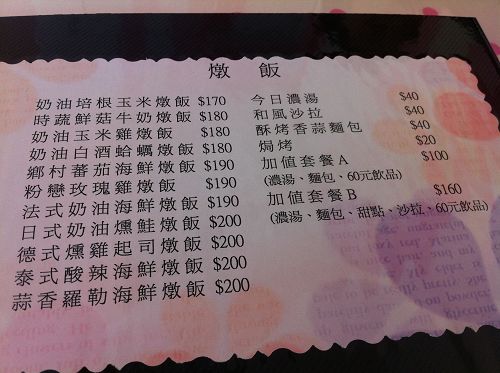 燉飯
奶油培根玉米燉飯 $170
時蔬鮮菇牛奶燉飯 $180
奶油玉米雞燉飯 $180
奶油白酒蛤蠣燉飯 $180
鄉村蕃茄海鮮燉飯 $190
粉戀玫瑰雞燉飯 $190
法式奶油海鮮燉飯 $190
日式奶油燻鮭燉飯 $200
德式燻雞起司燉飯 $200
泰式酸辣海鮮燉飯 $200
蒜香羅勒海鮮燉飯 $200
今日濃湯 $40
和風沙拉 $40
酥烤香蒜麵包 $40
焗烤 $20
加值套餐A $100
(濃湯、麵包、60元飲品)
加值套餐B $160
(濃湯、麵包、甜點、沙拉、60元飲品)